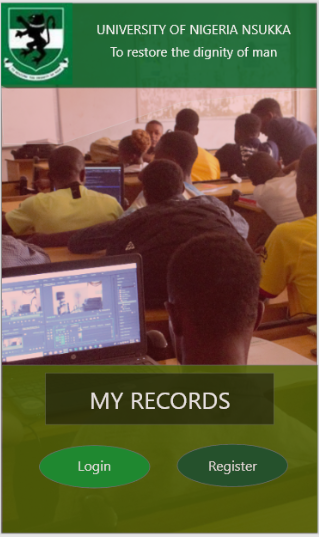 UNIVERSITY OF NIGERIA NSUKKA
To restore the dignity of man
MY RECORDS
Login
Register